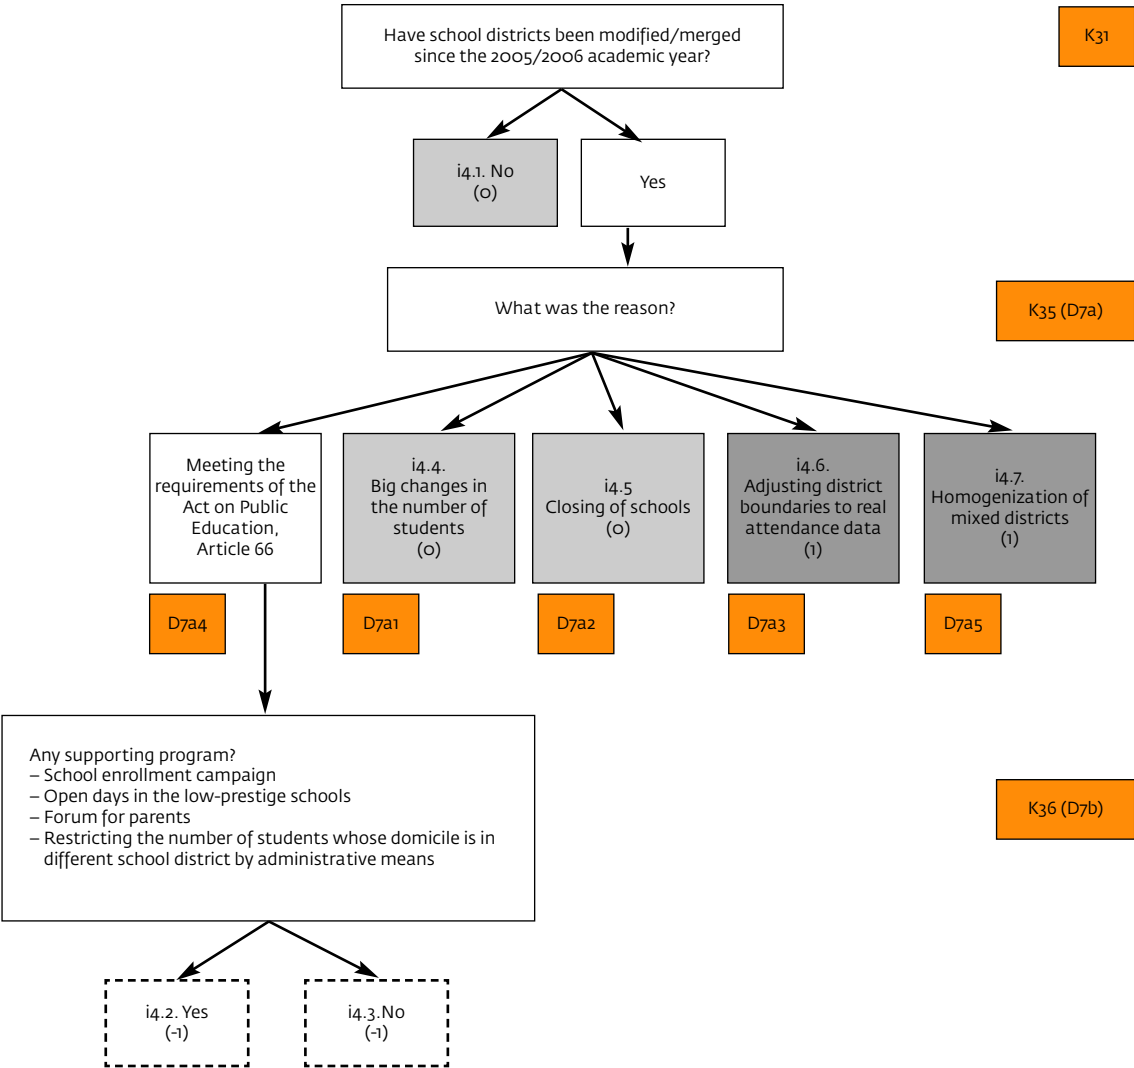 Have school districts been modified/merged
since the 2005/2006 academic year?
K31
i4.1. No
(0)
Yes
What was the reason?
K35 (D7a)
Meeting the
requirements of the
Act on Public
Education,
Article 66
i4.4.
Big changes in
the number of
students
(0)
i4.5
Closing of schools
(0)
i4.6.
Adjusting district
boundaries to real
attendance data
(1)
i4.7.
Homogenization of
mixed districts
(1)
D7a4
D7a1
D7a2
D7a3
D7a5
Any supporting program?
– School enrollment campaign
– Open days in the low-prestige schools
– Forum for parents
– Restricting the number of students whose domicile is in
different school district by administrative means
K36 (D7b)
i4.2. Yes
(-1)
i4.3.No
(-1)